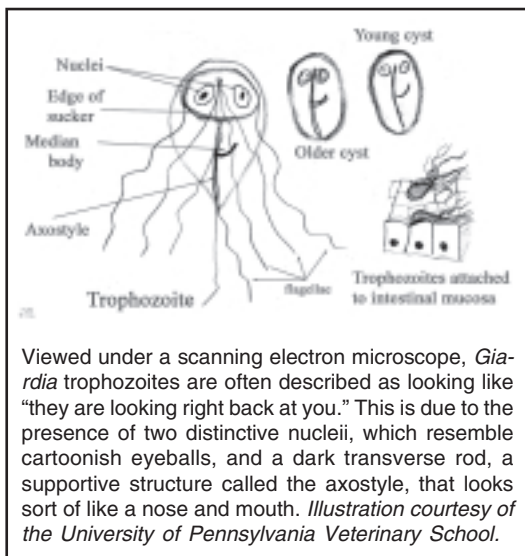 Young cyst
Nuclei
Edge of
sucker
Median
body
Older cyst
Axostyle
Trophozoite
flagellae
Trophozoites attached
to intestinal mucosa
Viewed under a scanning electron microscope, Gia-
rdia trophozoites are often described as looking like
“they are looking right back at you.” This is due to the
presence of two distinctive nucleii, which resemble
cartoonish eyeballs, and a dark transverse rod, a
supportive structure called the axostyle, that looks
sort of like a nose and mouth. Illustration courtesy of
the University of Pennsylvania Veterinary School.